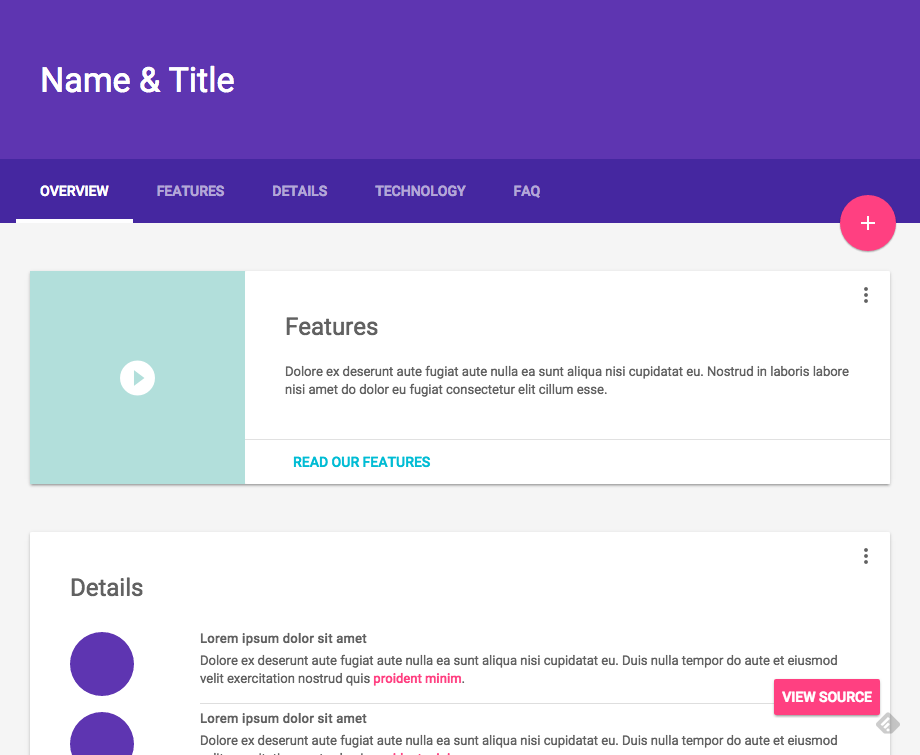 Name & Title
OVERVIEW FEATURES DETAILS TECHNOLOGY FAQ
Features
Dolore ex deserunt aute fugiat aute nulla ea sunt aliqua nisi cupidatat eu. Nostrud in laboris labore
nisi amet do dolor eu fugiat consectetur elit cillum esse.
READ OUR FEATURES
Details
Lorem ipsum dolor sit amet
Dolore ex deserunt aute fugiat aute nulla ea sunt aliqua nisi cupidatat eu. Duis nulla tempor do aute et eiusmod
velit exercitation nostrud quis proident minim.
VIEW SOURCE
Lorem ipsum dolor sit amet
Dolore ex deserunt aute fugiat aute nulla ea sunt aliqua nisi cupidatat eu. Duis nulla tempor do aute et eiusmod